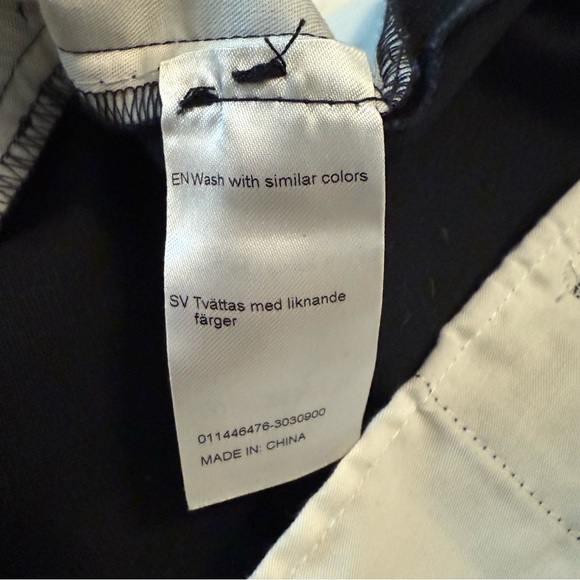 EN Wash with similar colors
SV Tvättas med liknande
färger
011446476-3030900
MADE IN: CHINA